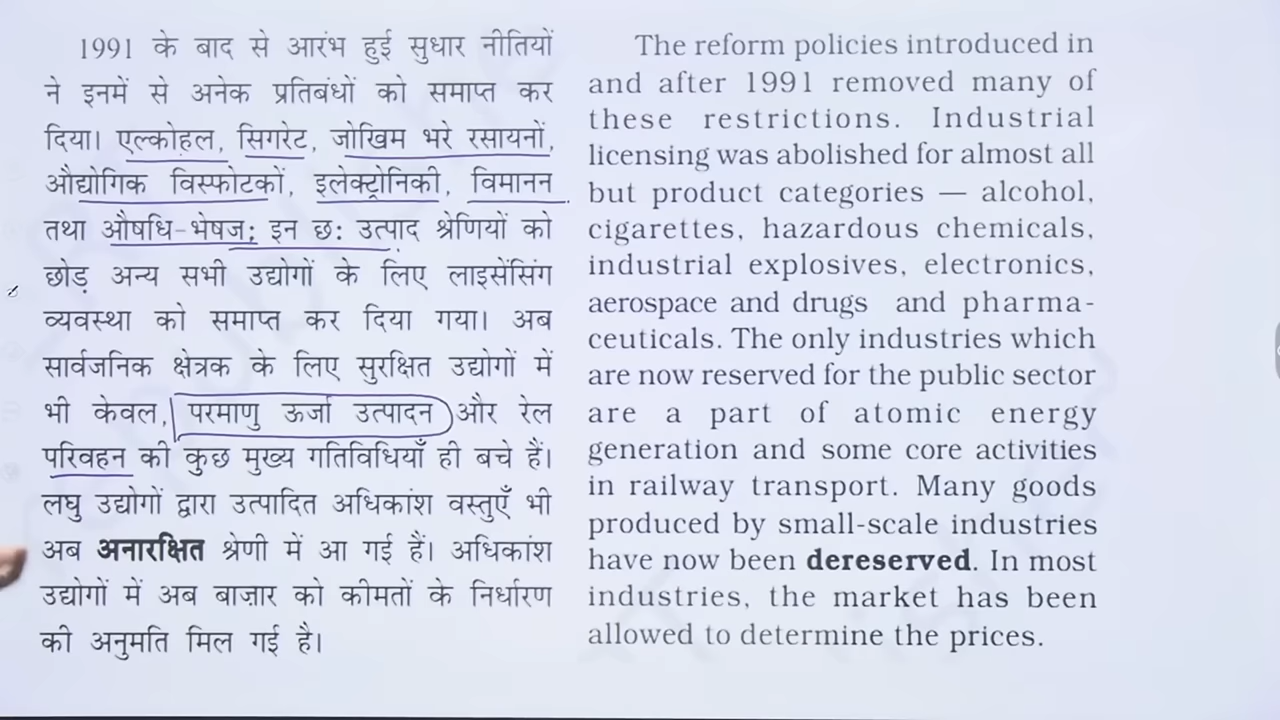 1991 के बाद से आरंभ हुई सुधार नीतियों
ने इनमें से अनेक प्रतिबंधों को समाप्त कर
दिया। एल्कोहल, सिगरेट, जोखिम भरे रसायनों,
औद्योगिक विस्फोटकों, इलेक्ट्रोनिकी, विमानन
तथा औषधि-भेषज; इन छः उत्पाद श्रेणियों को
छोड़ अन्य सभी उद्योगों के लिए लाइसेंसिंग
व्यवस्था को समाप्त कर दिया गया। अब
सार्वजनिक क्षेत्रक के लिए सुरक्षित उद्योगों में
भी केवल, परमाणु ऊर्जा उत्पादन और रेल
परिवहन की कुछ मुख्य गतिविधियाँ ही बचे हैं।
लघु उद्योगों द्वारा उत्पादित अधिकांश वस्तुएँ भी
अब अनारक्षित श्रेणी में आ गई हैं। अधिकांश
उद्योगों में अब बाज़ार को कीमतों के निर्धारण
की अनुमति मिल गई है।
The reform policies introduced in
and after 1991 removed many of
these restrictions. Industrial
licensing was abolished for almost all
but product categories — alcohol,
cigarettes, hazardous chemicals,
industrial explosives, electronics,
aerospace and drugs and pharma-
ceuticals. The only industries which
are now reserved for the public sector
are a part of atomic energy
generation and some core activities
in railway transport. Many goods
produced by small-scale industries
have now been dereserved. In most
industries, the market has been
allowed to determine the prices.